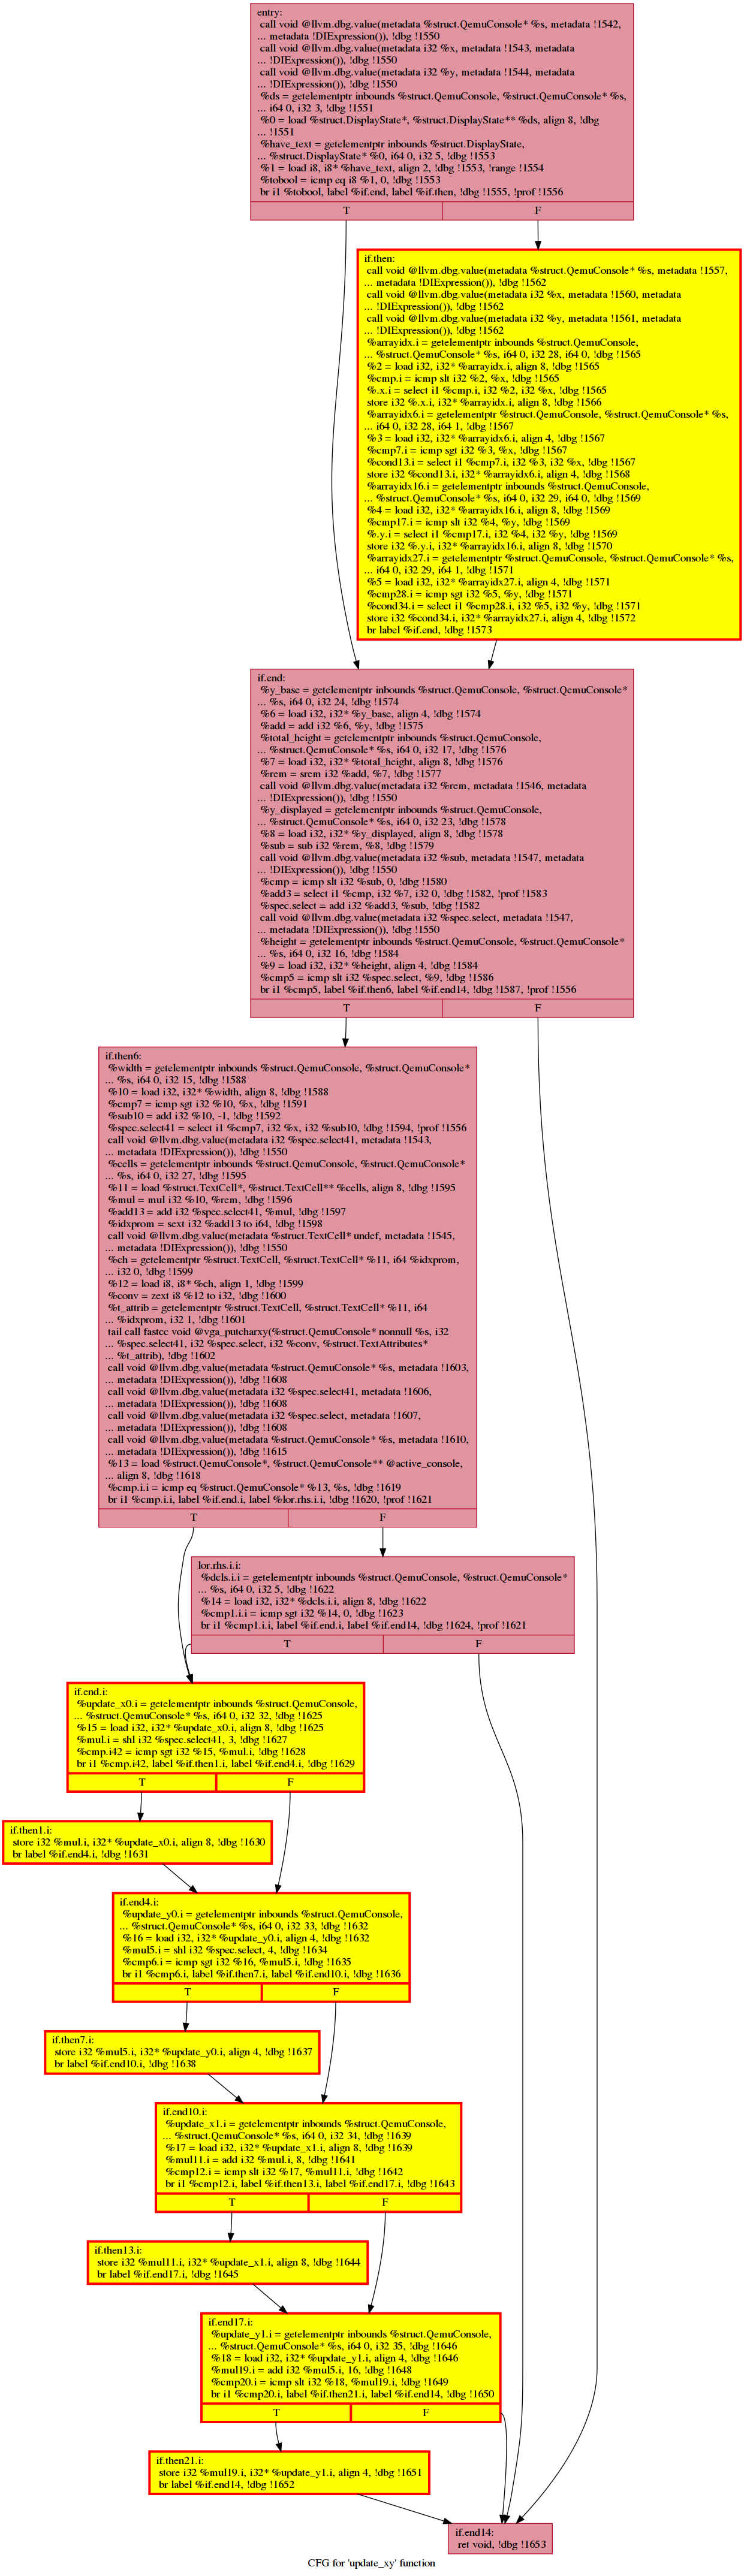 entry:
call void @llvm.dbg.value(metadata %struct.QemuConsole* %s, metadata !1542,
... metadata !DIExpression()), !dbg !1550
call void @llvm.dbg.value(metadata i32 %x, metadata !1543, metadata
... !DIExpression()), !dbg !1550
call void @llvm.dbg.value(metadata i32 %y, metadata !1544, metadata
... !DIExpression()), !dbg !1550
%ds = getelementptr inbounds %struct.QemuConsole, %struct.QemuConsole* %s,
... i64 0, i32 3, !dbg !1551
%0 = load %struct.DisplayState*, %struct.DisplayState** %ds, align 8, !dbg
... !1551
%have_text = getelementptr inbounds %struct.DisplayState,
... %struct.DisplayState* %0, i64 0, i32 5, !dbg !1553
%1 = load i8, i8* %have_text, align 2, !dbg !1553, !range !1554
%tobool = icmp eq i8 %1, 0, !dbg !1553
br i1 %tobool, label %if.end, label %if.then, !dbg !1555, !prof !1556
T F
if.then:
call void @llvm.dbg.value(metadata %struct.QemuConsole* %s, metadata !1557,
... metadata !DIExpression()), !dbg !1562
call void @llvm.dbg.value(metadata i32 %x, metadata !1560, metadata
... !DIExpression()), !dbg !1562
call void @llvm.dbg.value(metadata i32 %y, metadata !1561, metadata
... !DIExpression()), !dbg !1562
%arrayidx.i = getelementptr inbounds %struct.QemuConsole,
... %struct.QemuConsole* %s, i64 0, i32 28, i64 0, !dbg !1565
%2 = load i32, i32* %arrayidx.i, align 8, !dbg !1565
%cmp.i = icmp slt i32 %2, %x, !dbg !1565
%.x.i = select i1 %cmp.i, i32 %2, i32 %x, !dbg !1565
store i32 %.x.i, i32* %arrayidx.i, align 8, !dbg !1566
%arrayidx6.i = getelementptr %struct.QemuConsole, %struct.QemuConsole* %s,
... i64 0, i32 28, i64 1, !dbg !1567
%3 = load i32, i32* %arrayidx6.i, align 4, !dbg !1567
%cmp7.i = icmp sgt i32 %3, %x, !dbg !1567
%cond13.i = select i1 %cmp7.i, i32 %3, i32 %x, !dbg !1567
store i32 %cond13.i, i32* %arrayidx6.i, align 4, !dbg !1568
%arrayidx16.i = getelementptr inbounds %struct.QemuConsole,
... %struct.QemuConsole* %s, i64 0, i32 29, i64 0, !dbg !1569
%4 = load i32, i32* %arrayidx16.i, align 8, !dbg !1569
%cmp17.i = icmp slt i32 %4, %y, !dbg !1569
%.y.i = select i1 %cmp17.i, i32 %4, i32 %y, !dbg !1569
store i32 %.y.i, i32* %arrayidx16.i, align 8, !dbg !1570
%arrayidx27.i = getelementptr %struct.QemuConsole, %struct.QemuConsole* %s,
... i64 0, i32 29, i64 1, !dbg !1571
%5 = load i32, i32* %arrayidx27.i, align 4, !dbg !1571
%cmp28.i = icmp sgt i32 %5, %y, !dbg !1571
%cond34.i = select i1 %cmp28.i, i32 %5, i32 %y, !dbg !1571
store i32 %cond34.i, i32* %arrayidx27.i, align 4, !dbg !1572
br label %if.end, !dbg !1573
if.end:
%y_base = getelementptr inbounds %struct.QemuConsole, %struct.QemuConsole*
... %s, i64 0, i32 24, !dbg !1574
%6 = load i32, i32* %y_base, align 4, !dbg !1574
%add = add i32 %6, %y, !dbg !1575
%total_height = getelementptr inbounds %struct.QemuConsole,
... %struct.QemuConsole* %s, i64 0, i32 17, !dbg !1576
%7 = load i32, i32* %total_height, align 8, !dbg !1576
%rem = srem i32 %add, %7, !dbg !1577
call void @llvm.dbg.value(metadata i32 %rem, metadata !1546, metadata
... !DIExpression()), !dbg !1550
%y_displayed = getelementptr inbounds %struct.QemuConsole,
... %struct.QemuConsole* %s, i64 0, i32 23, !dbg !1578
%8 = load i32, i32* %y_displayed, align 8, !dbg !1578
%sub = sub i32 %rem, %8, !dbg !1579
call void @llvm.dbg.value(metadata i32 %sub, metadata !1547, metadata
... !DIExpression()), !dbg !1550
%cmp = icmp slt i32 %sub, 0, !dbg !1580
%add3 = select i1 %cmp, i32 %7, i32 0, !dbg !1582, !prof !1583
%spec.select = add i32 %add3, %sub, !dbg !1582
call void @llvm.dbg.value(metadata i32 %spec.select, metadata !1547,
... metadata !DIExpression()), !dbg !1550
%height = getelementptr inbounds %struct.QemuConsole, %struct.QemuConsole*
... %s, i64 0, i32 16, !dbg !1584
%9 = load i32, i32* %height, align 4, !dbg !1584
%cmp5 = icmp slt i32 %spec.select, %9, !dbg !1586
br i1 %cmp5, label %if.then6, label %if.end14, !dbg !1587, !prof !1556
T F
if.then6:
%width = getelementptr inbounds %struct.QemuConsole, %struct.QemuConsole*
... %s, i64 0, i32 15, !dbg !1588
%10 = load i32, i32* %width, align 8, !dbg !1588
%cmp7 = icmp sgt i32 %10, %x, !dbg !1591
%sub10 = add i32 %10, -1, !dbg !1592
%spec.select41 = select i1 %cmp7, i32 %x, i32 %sub10, !dbg !1594, !prof !1556
call void @llvm.dbg.value(metadata i32 %spec.select41, metadata !1543,
... metadata !DIExpression()), !dbg !1550
%cells = getelementptr inbounds %struct.QemuConsole, %struct.QemuConsole*
... %s, i64 0, i32 27, !dbg !1595
%11 = load %struct.TextCell*, %struct.TextCell** %cells, align 8, !dbg !1595
%mul = mul i32 %10, %rem, !dbg !1596
%add13 = add i32 %spec.select41, %mul, !dbg !1597
%idxprom = sext i32 %add13 to i64, !dbg !1598
call void @llvm.dbg.value(metadata %struct.TextCell* undef, metadata !1545,
... metadata !DIExpression()), !dbg !1550
%ch = getelementptr %struct.TextCell, %struct.TextCell* %11, i64 %idxprom,
... i32 0, !dbg !1599
%12 = load i8, i8* %ch, align 1, !dbg !1599
%conv = zext i8 %12 to i32, !dbg !1600
%t_attrib = getelementptr %struct.TextCell, %struct.TextCell* %11, i64
... %idxprom, i32 1, !dbg !1601
tail call fastcc void @vga_putcharxy(%struct.QemuConsole* nonnull %s, i32
... %spec.select41, i32 %spec.select, i32 %conv, %struct.TextAttributes*
... %t_attrib), !dbg !1602
call void @llvm.dbg.value(metadata %struct.QemuConsole* %s, metadata !1603,
... metadata !DIExpression()), !dbg !1608
call void @llvm.dbg.value(metadata i32 %spec.select41, metadata !1606,
... metadata !DIExpression()), !dbg !1608
call void @llvm.dbg.value(metadata i32 %spec.select, metadata !1607,
... metadata !DIExpression()), !dbg !1608
call void @llvm.dbg.value(metadata %struct.QemuConsole* %s, metadata !1610,
... metadata !DIExpression()), !dbg !1615
%13 = load %struct.QemuConsole*, %struct.QemuConsole** @active_console,
... align 8, !dbg !1618
%cmp.i.i = icmp eq %struct.QemuConsole* %13, %s, !dbg !1619
br i1 %cmp.i.i, label %if.end.i, label %lor.rhs.i.i, !dbg !1620, !prof !1621
T F
lor.rhs.i.i:
%dcls.i.i = getelementptr inbounds %struct.QemuConsole, %struct.QemuConsole*
... %s, i64 0, i32 5, !dbg !1622
%14 = load i32, i32* %dcls.i.i, align 8, !dbg !1622
%cmp1.i.i = icmp sgt i32 %14, 0, !dbg !1623
br i1 %cmp1.i.i, label %if.end.i, label %if.end14, !dbg !1624, !prof !1621
T F
if.end.i:
%update_x0.i = getelementptr inbounds %struct.QemuConsole,
... %struct.QemuConsole* %s, i64 0, i32 32, !dbg !1625
%15 = load i32, i32* %update_x0.i, align 8, !dbg !1625
%mul.i = shl i32 %spec.select41, 3, !dbg !1627
%cmp.i42 = icmp sgt i32 %15, %mul.i, !dbg !1628
br i1 %cmp.i42, label %if.then1.i, label %if.end4.i, !dbg !1629
T F
if.then1.i:
store i32 %mul.i, i32* %update_x0.i, align 8, !dbg !1630
br label %if.end4.i, !dbg !1631
if.end4.i:
%update_y0.i = getelementptr inbounds %struct.QemuConsole,
... %struct.QemuConsole* %s, i64 0, i32 33, !dbg !1632
%16 = load i32, i32* %update_y0.i, align 4, !dbg !1632
%mul5.i = shl i32 %spec.select, 4, !dbg !1634
%cmp6.i = icmp sgt i32 %16, %mul5.i, !dbg !1635
br i1 %cmp6.i, label %if.then7.i, label %if.end10.i, !dbg !1636
T F
if.then7.i:
store i32 %mul5.i, i32* %update_y0.i, align 4, !dbg !1637
br label %if.end10.i, !dbg !1638
if.end10.i:
%update_x1.i = getelementptr inbounds %struct.QemuConsole,
... %struct.QemuConsole* %s, i64 0, i32 34, !dbg !1639
%17 = load i32, i32* %update_x1.i, align 8, !dbg !1639
%mul11.i = add i32 %mul.i, 8, !dbg !1641
%cmp12.i = icmp slt i32 %17, %mul11.i, !dbg !1642
br i1 %cmp12.i, label %if.then13.i, label %if.end17.i, !dbg !1643
T F
if.then13.i:
store i32 %mul11.i, i32* %update_x1.i, align 8, !dbg !1644
br label %if.end17.i, !dbg !1645
if.end17.i:
%update_y1.i = getelementptr inbounds %struct.QemuConsole,
... %struct.QemuConsole* %s, i64 0, i32 35, !dbg !1646
%18 = load i32, i32* %update_y1.i, align 4, !dbg !1646
%mul19.i = add i32 %mul5.i, 16, !dbg !1648
%cmp20.i = icmp slt i32 %18, %mul19.i, !dbg !1649
br i1 %cmp20.i, label %if.then21.i, label %if.end14, !dbg !1650
T F
if.then21.i:
store i32 %mul19.i, i32* %update_y1.i, align 4, !dbg !1651
br label %if.end14, !dbg !1652
if.end14:
ret void, !dbg !1653
CFG for 'update_xy' function